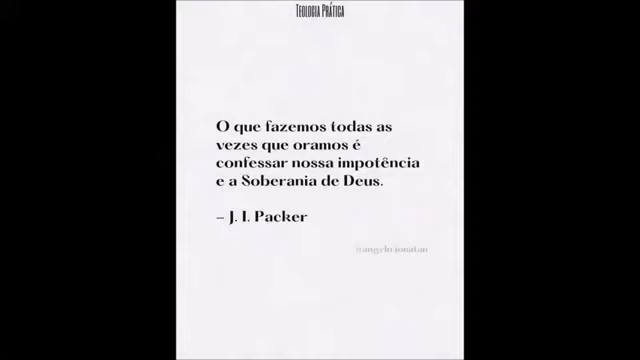 Teologia Prática
O que fazemos todas as
vezes que oramos é
confessar nossa impotência
e a Soberania de Deus.
– J. I. Packer